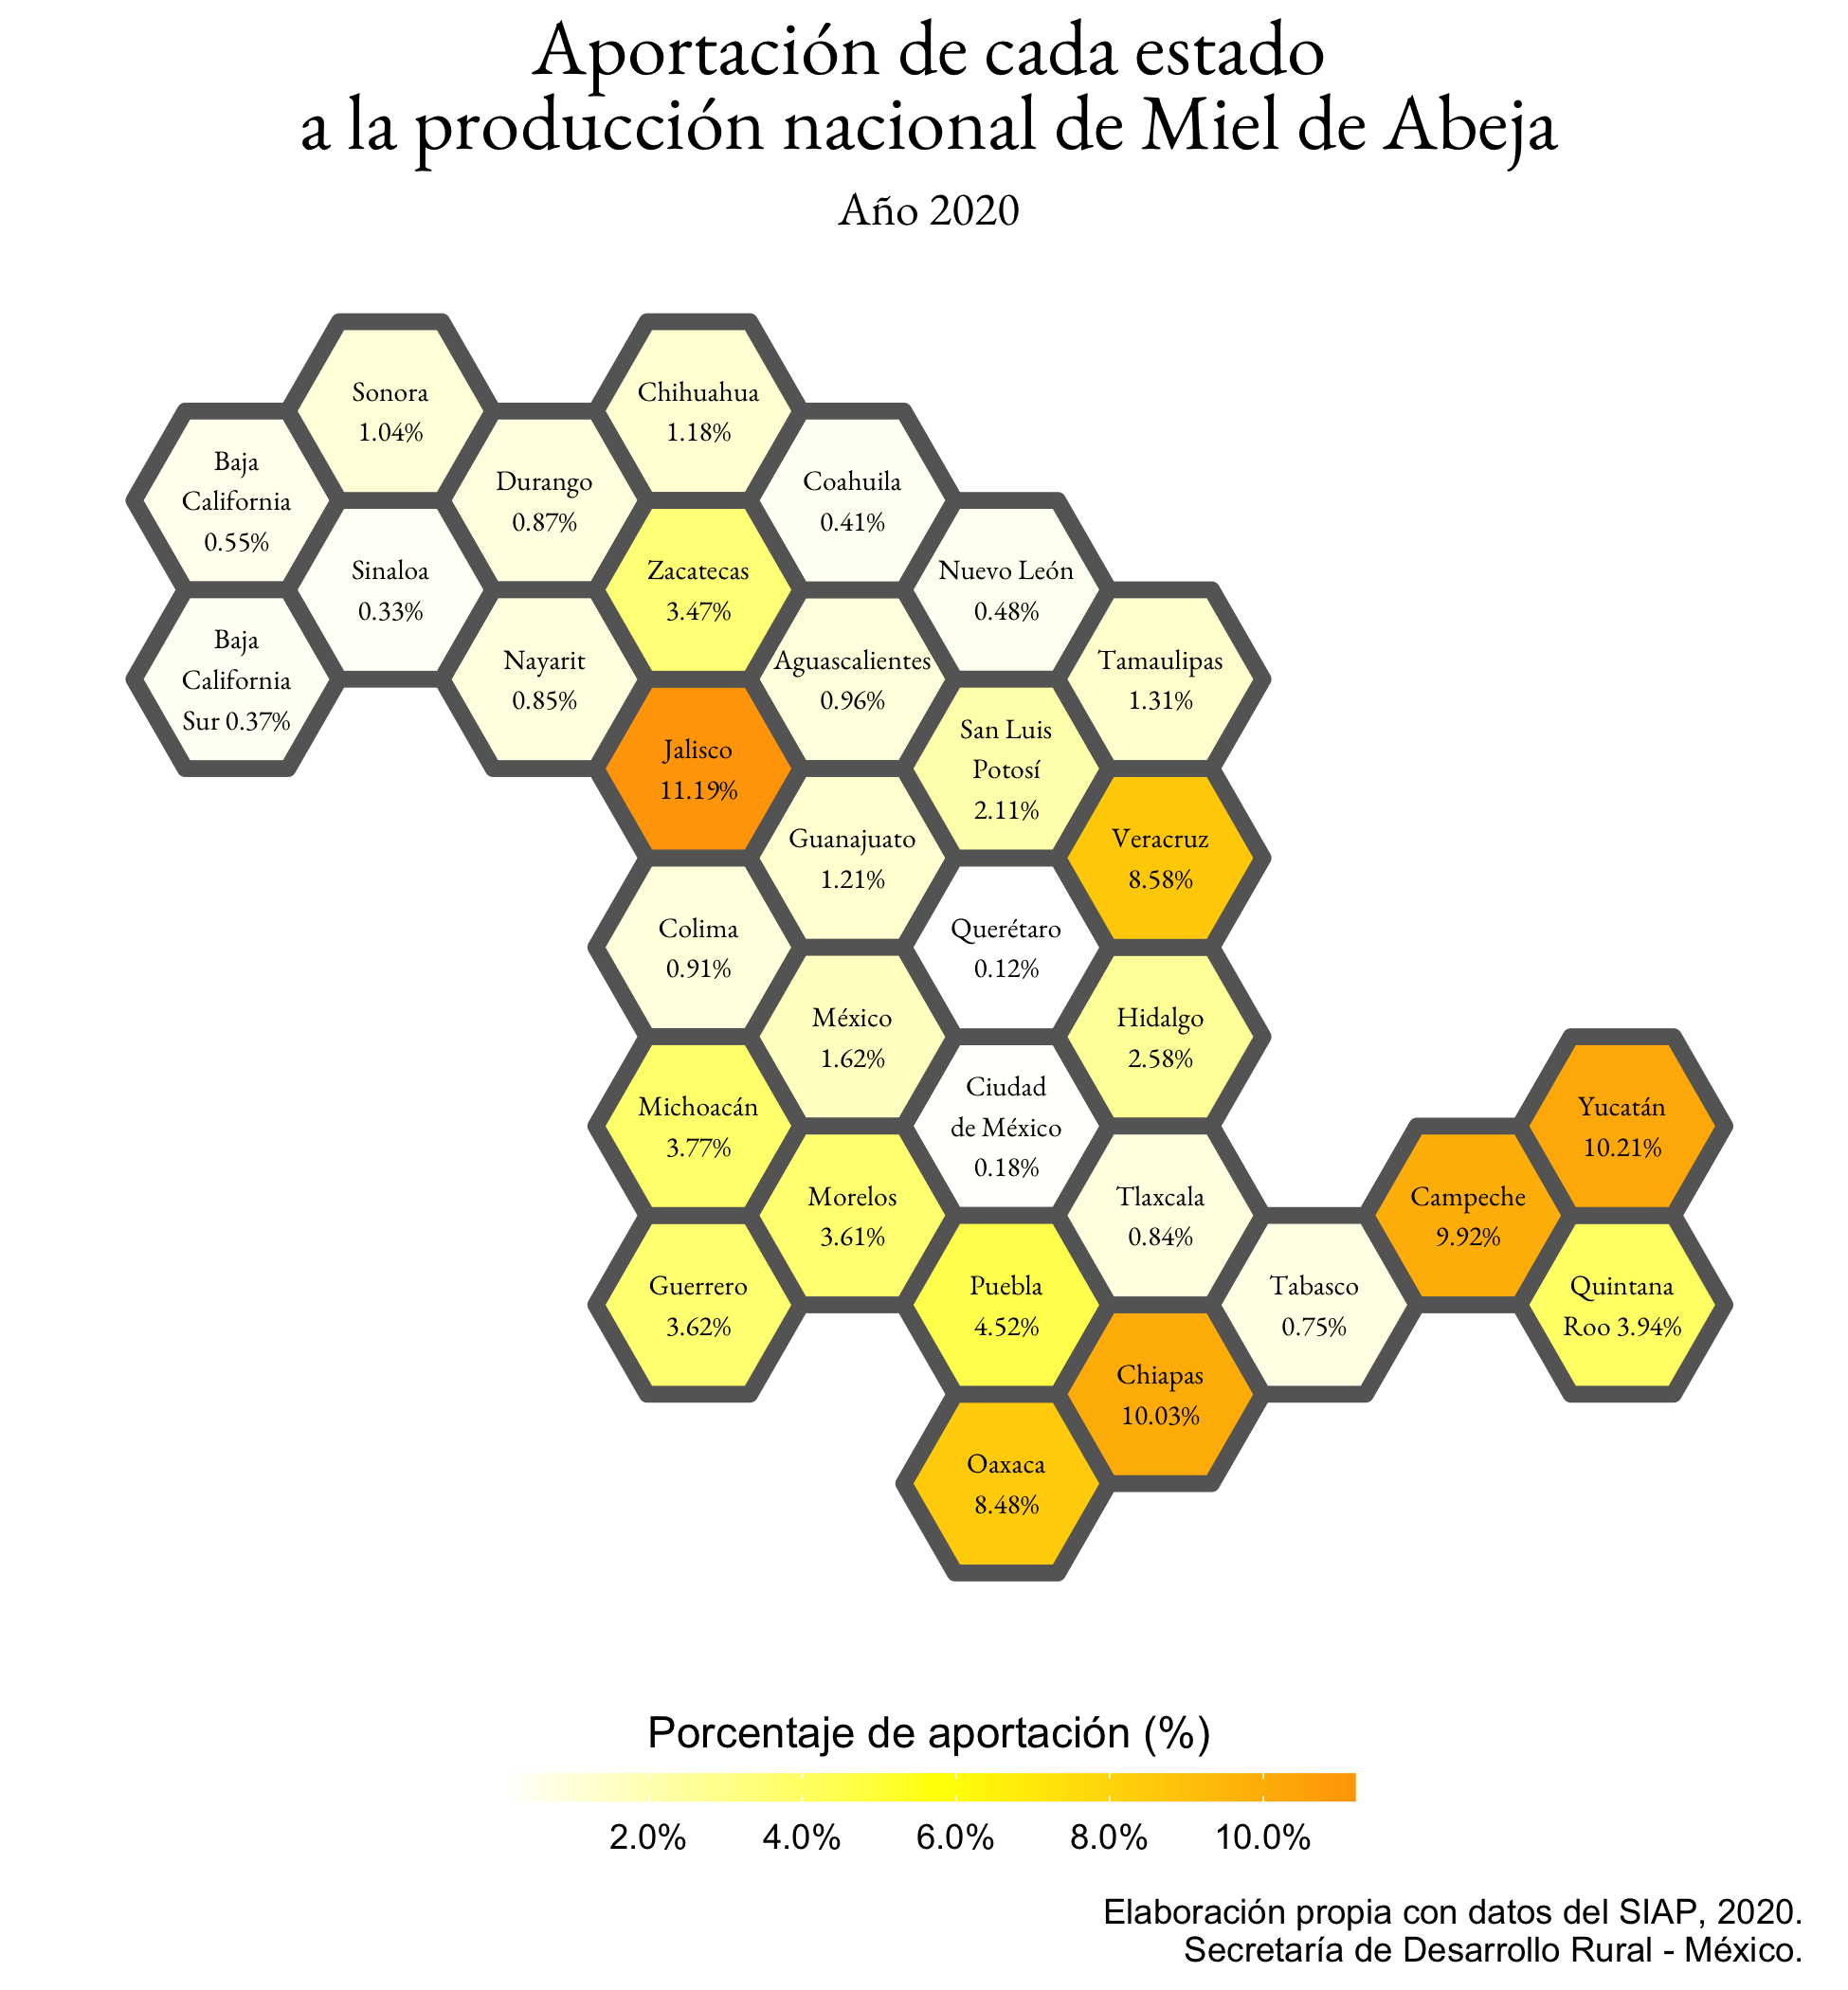 Aportación de cada estado
a la producción nacional de Miel de Abeja
Año 2020
Sonora
1.04%
Chihuahua
1.18%
Baja
California
0.55%
Durango
0.87%
Coahuila
0.41%
Sinaloa
0.33%
Zacatecas
3.47%
Nuevo León
0.48%
Baja
California
Sur 0.37%
Nayarit
0.85%
Aguascalientes
0.96%
Tamaulipas
1.31%
Jalisco
11.19%
San Luis
Potosí
2.11%
Guanajuato
1.21%
Veracruz
8.58%
Colima
0.91%
Querétaro
0.12%
México
1.62%
Hidalgo
2.58%
Michoacán
3.77%
Ciudad
de México
0.18%
Yucatán
10.21%
Morelos
3.61%
Tlaxcala
0.84%
Campeche
9.92%
Guerrero
3.62%
Puebla
4.52%
Tabasco
0.75%
Quintana
Roo 3.94%
Chiapas
10.03%
Oaxaca
8.48%
Porcentaje de aportación (%)
2.0% 4.0% 6.0% 8.0% 10.0%
Elaboración propia con datos del SIAP, 2020.
Secretaría de Desarrollo Rural - México.